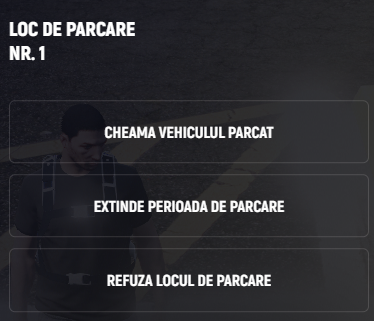 LOC DE PARCARE
NR. 1
CHEAMA VEHICULUL PARCAT
EXTINDE PERIOADA DE PARCARE
REFUZA LOCUL DE PARCARE